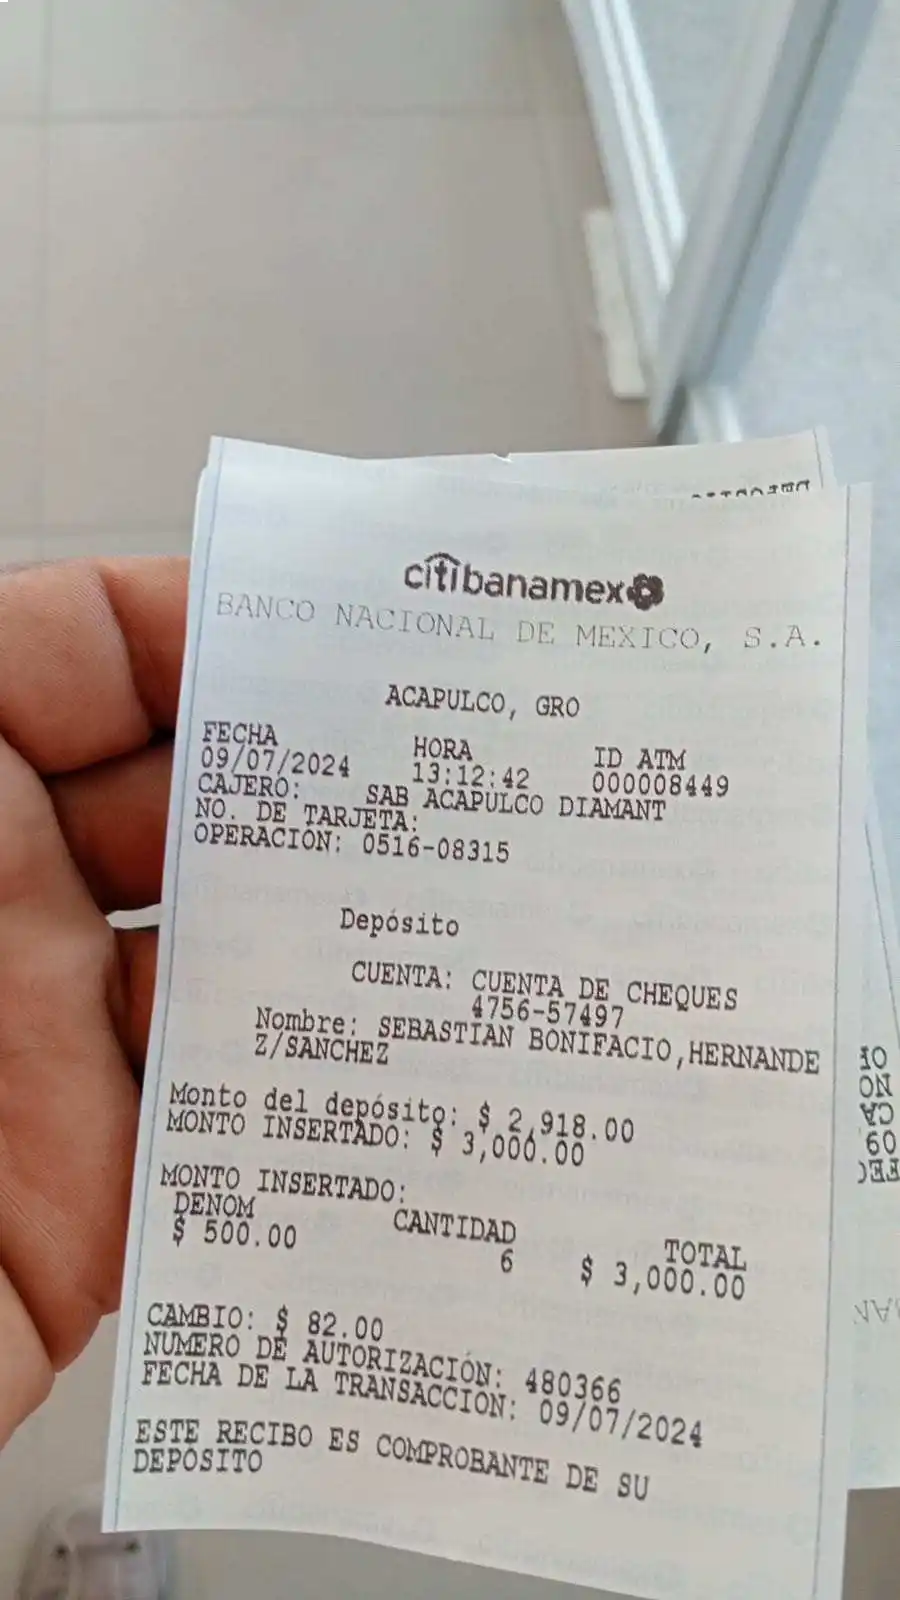 citibanamex
BANCO NACIONAL DE MEXICO, S.A.
ACAPULCO, GRO
FECHA HORA ID ATM
09/07/2024 13:12:42 000008449
CAJERO: SAB ACAPULCO DIAMANT
NO. DE TARJETA:
OPERACIÓN: 0516-08315
Depósito
CUENTA: CUENTA DE CHEQUES
4756-57497
Nombre: SEBASTIAN BONIFACIO,HERNANDE
Z/SANCHEZ
Monto del depósito: $ 2,918.00
MONTO INSERTADO: $ 3,000.00
MONTO INSERTADO:
DENOM CANTIDAD TOTAL
$ 500.00 6 $ 3,000.00
CAMBIO: $ 82.00
NUMERO DE AUTORIZACIÓN: 480366
FECHA DE LA TRANSACCION: 09/07/2024
ESTE RECIBO ES COMPROBANTE DE SU
DEPÓSITO